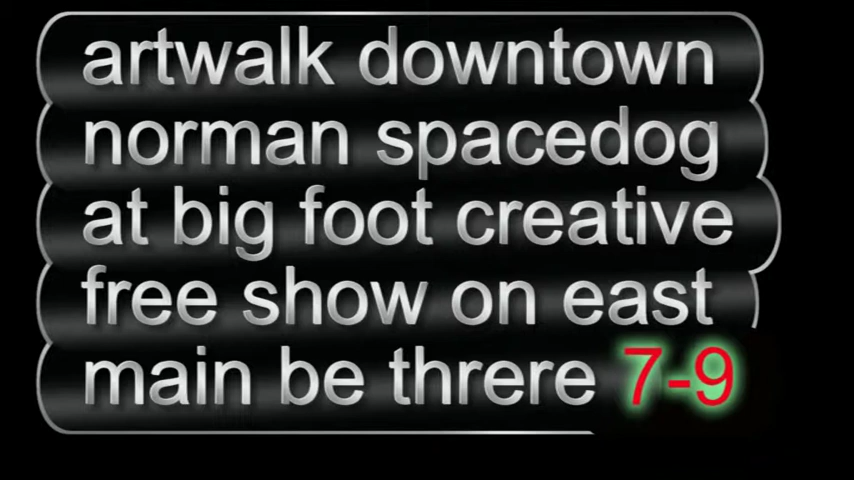 artwalk downtown
norman spacedog
at big foot creative
free show on east
main be threre 7-9